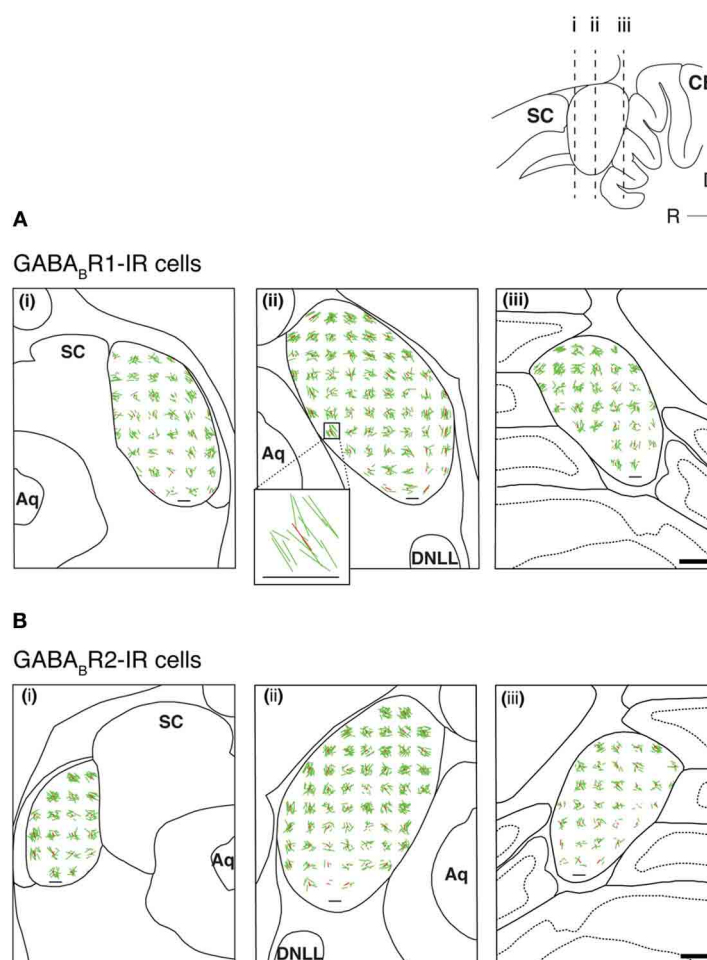 i ii iii
SC
R
A
GABABR1-IR cells
(i) (ii) (iii)
SC
Aq
Aq
DNLL
B
GABABR2-IR cells
(i) (ii) (iii)
SC
Aq
Aq
DNLL